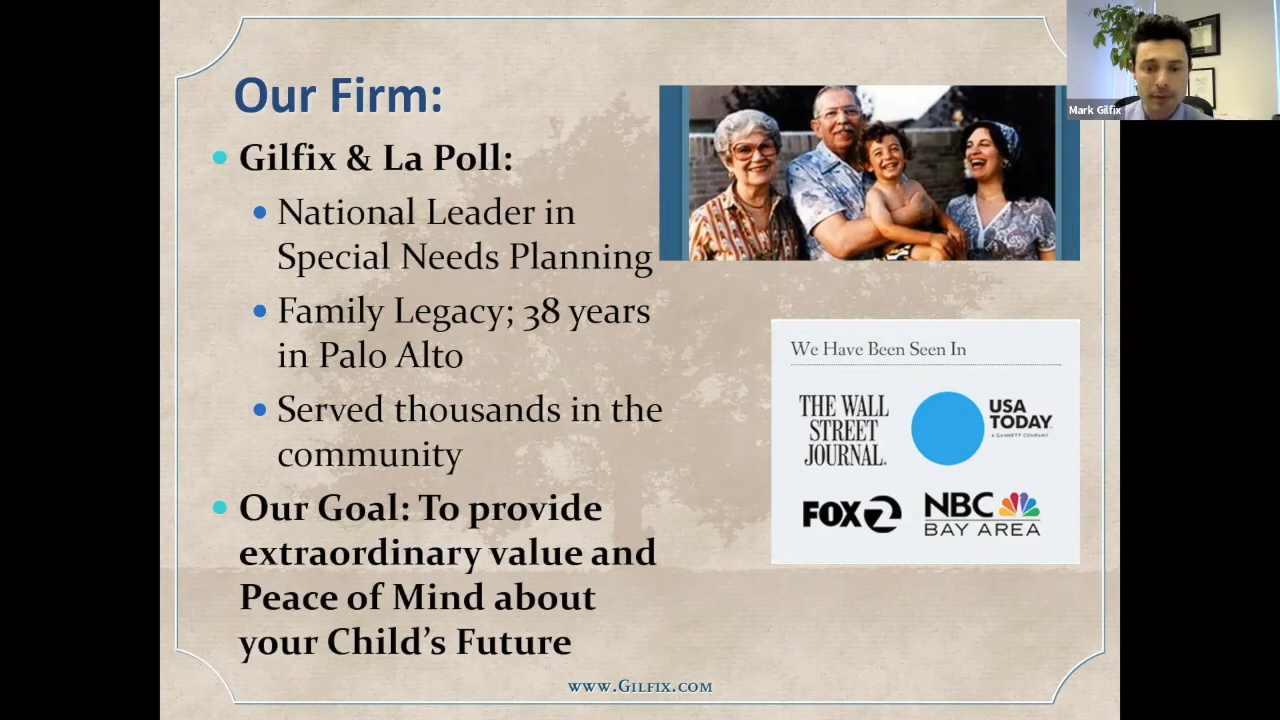 Our Firm:
Gilfix & La Poll:
National Leader in
Special Needs Planning
Family Legacy; 38 years
in Palo Alto
Served thousands in the
community
Our Goal: To provide
extraordinary value and
Peace of Mind about
your Child's Future
Mark Gilfix
We Have Been Seen In
THE WALL
STREET
JOURNAL.
USA
TODAY
A GANNETT COMPANY
FOX 2
NBC
BAY AREA
www.Gilfix.com